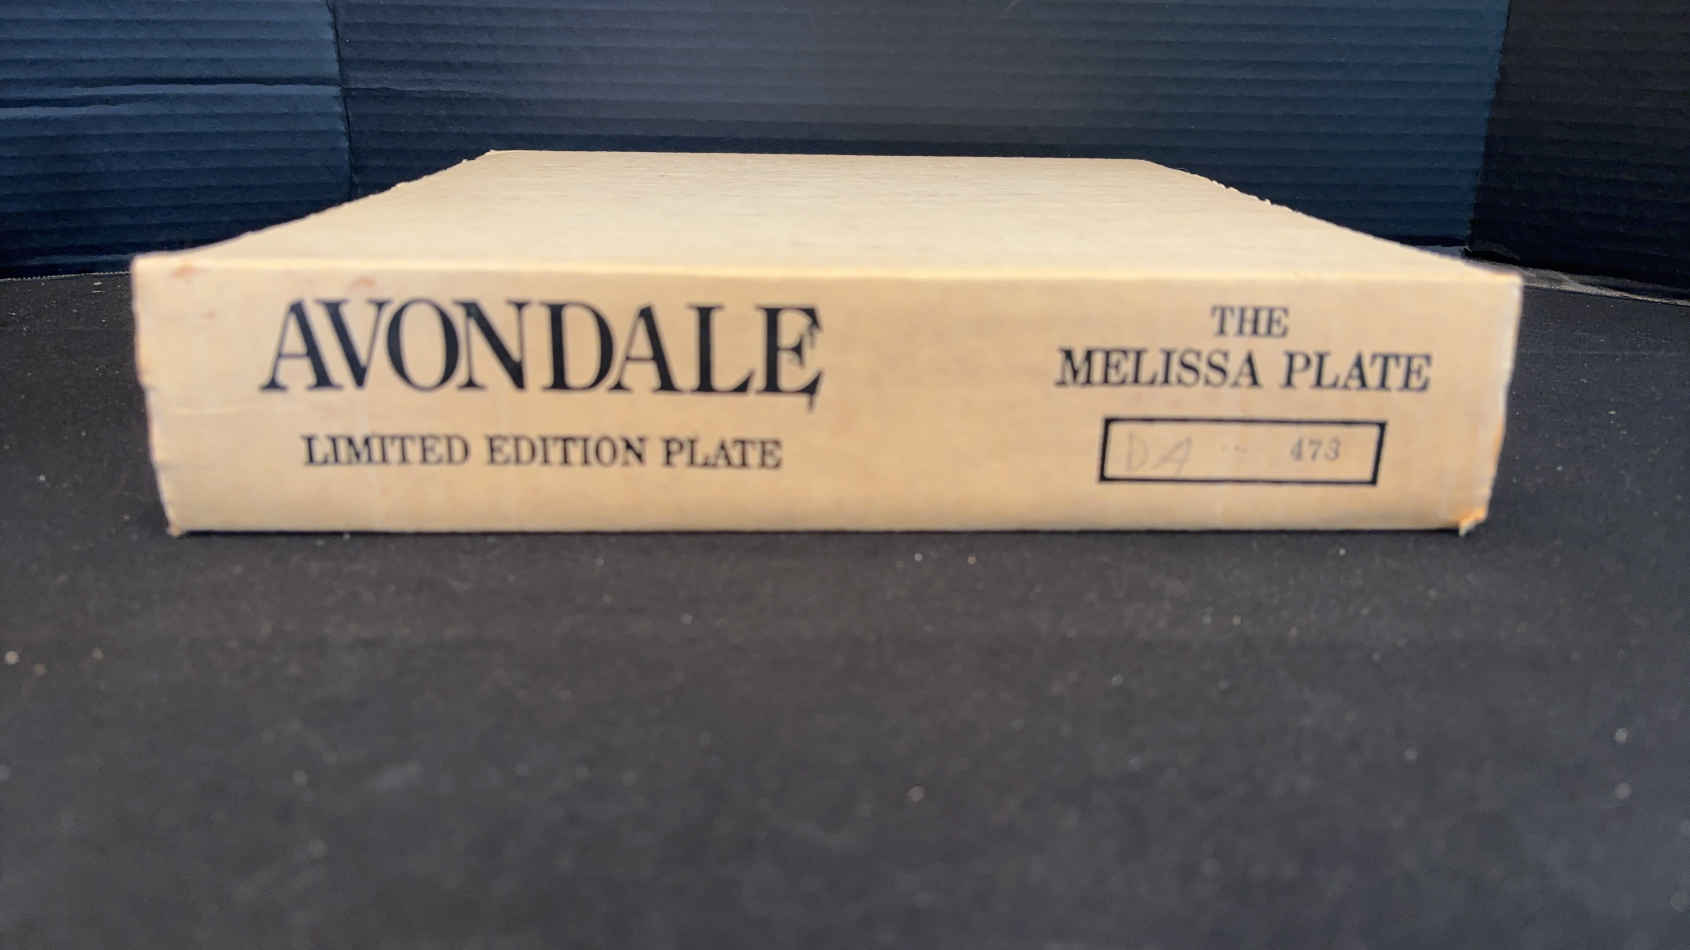 AVONDALE
LIMITED EDITION PLATE
THE
MELISSA PLATE
DA 473